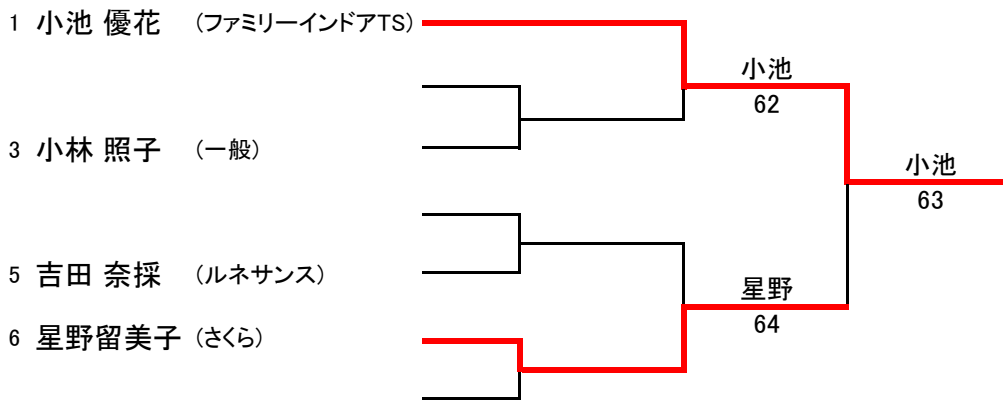 1 小池 優花 (ファミリーインドアTS)
小池
62
3 小林 照子 (一般)
小池
63
5 吉田 奈採 (ルネサンス)
星野
64
6 星野留美子 (さくら)